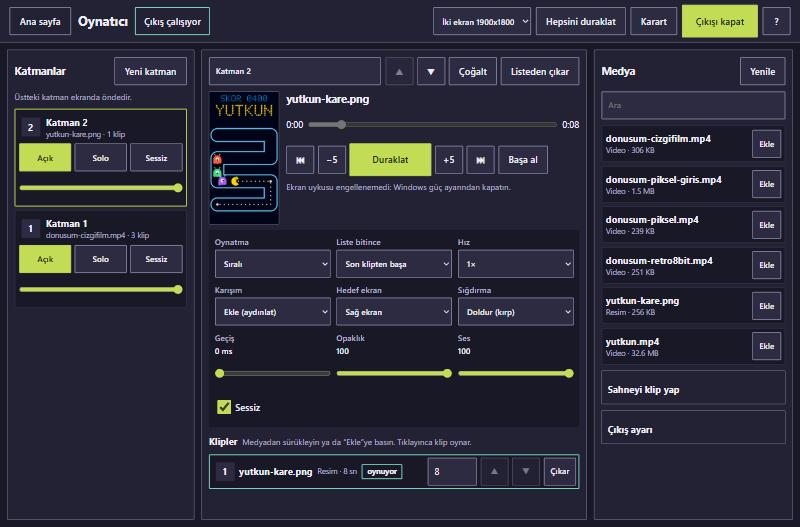 Ana sayfa
Oynatıcı
Çıkış çalışıyor
İki ekran 1900x1800
Hepsini duraklat
Karart
Çıkışı kapat
?
Katmanlar
Yeni katman
Üstteki katman ekranda öndedir.
2
Katman 2
yutkun-kare.png · 1 klip
Açık
Solo
Sessiz
1
Katman 1
donusum-cizgifilm.mp4 · 3 klip
Açık
Solo
Sessiz
Katman 2
▲
▼
Çoğalt
Listeden çıkar
SKOR 0400
YUTKUN
yutkun-kare.png
0:00
0:08
⏮
−5
Duraklat
+5
⏭
Başa al
Ekran uykusu engellenemedi: Windows güç ayarından kapatın.
Oynatma
Liste bitince
Hız
Sıralı
Son klipten başa
1×
Karışım
Hedef ekran
Sığdırma
Ekle (aydınlat)
Sağ ekran
Doldur (kırp)
Geçiş
Opaklık
Ses
0 ms
100
100
Sessiz
Klipler
Medyadan sürükleyin ya da "Ekle"ye basın. Tıklayınca klip oynar.
1
yutkun-kare.png
Resim · 8 sn
oynuyor
8
▲
▼
Çıkar
Medya
Yenile
Ara
donusum-cizgifilm.mp4
Video · 306 KB
Ekle
donusum-piksel-giris.mp4
Video · 1.5 MB
Ekle
donusum-piksel.mp4
Video · 239 KB
Ekle
donusum-retro8bit.mp4
Video · 251 KB
Ekle
yutkun-kare.png
Resim · 256 KB
Ekle
yutkun.mp4
Video · 32.6 MB
Ekle
Sahneyi klip yap
Çıkış ayarı